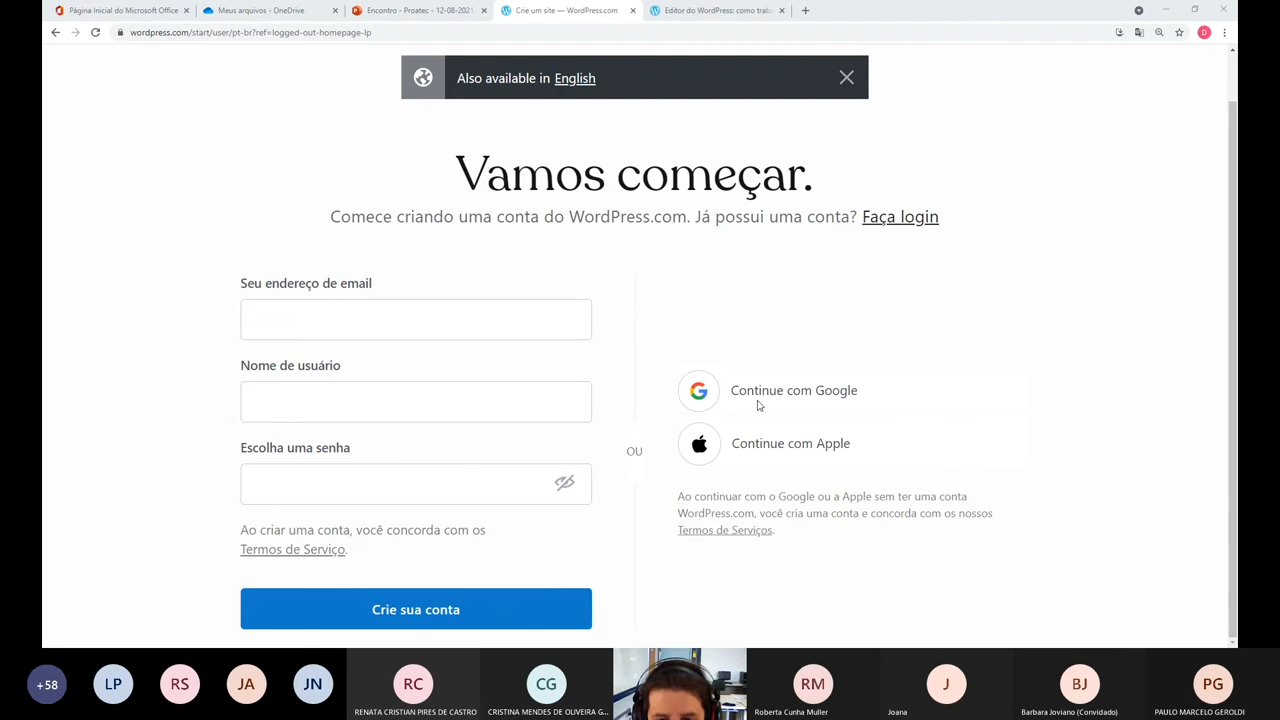 Página Inicial do Microsoft Office
Meus arquivos - OneDrive
Encontro - Proatec - 12-08-2021
Crie um site — WordPress.com
Editor do WordPress: como trab
wordpress.com/start/user/pt-br?ref=logged-out-homepage-lp
D
Also available in English
Vamos começar.
Comece criando uma conta do WordPress.com. Já possui uma conta? Faça login
Seu endereço de email
Nome de usuário
Escolha uma senha
Ao criar uma conta, você concorda com os
Termos de Serviço.
Crie sua conta
OU
Continue com Google
Continue com Apple
Ao continuar com o Google ou a Apple sem ter uma conta
WordPress.com, você cria uma conta e concorda com os nossos
Termos de Serviços.
+58
LP
RS
JA
JN
RC
RENATA CRISTIAN PIRES DE CASTRO
CG
CRISTINA MENDES DE OLIVEIRA G...
RM
Roberta Cunha Muller
J
Joana
BJ
Barbara Joviano (Convidado)
PG
PAULO MARCELO GEROLDI